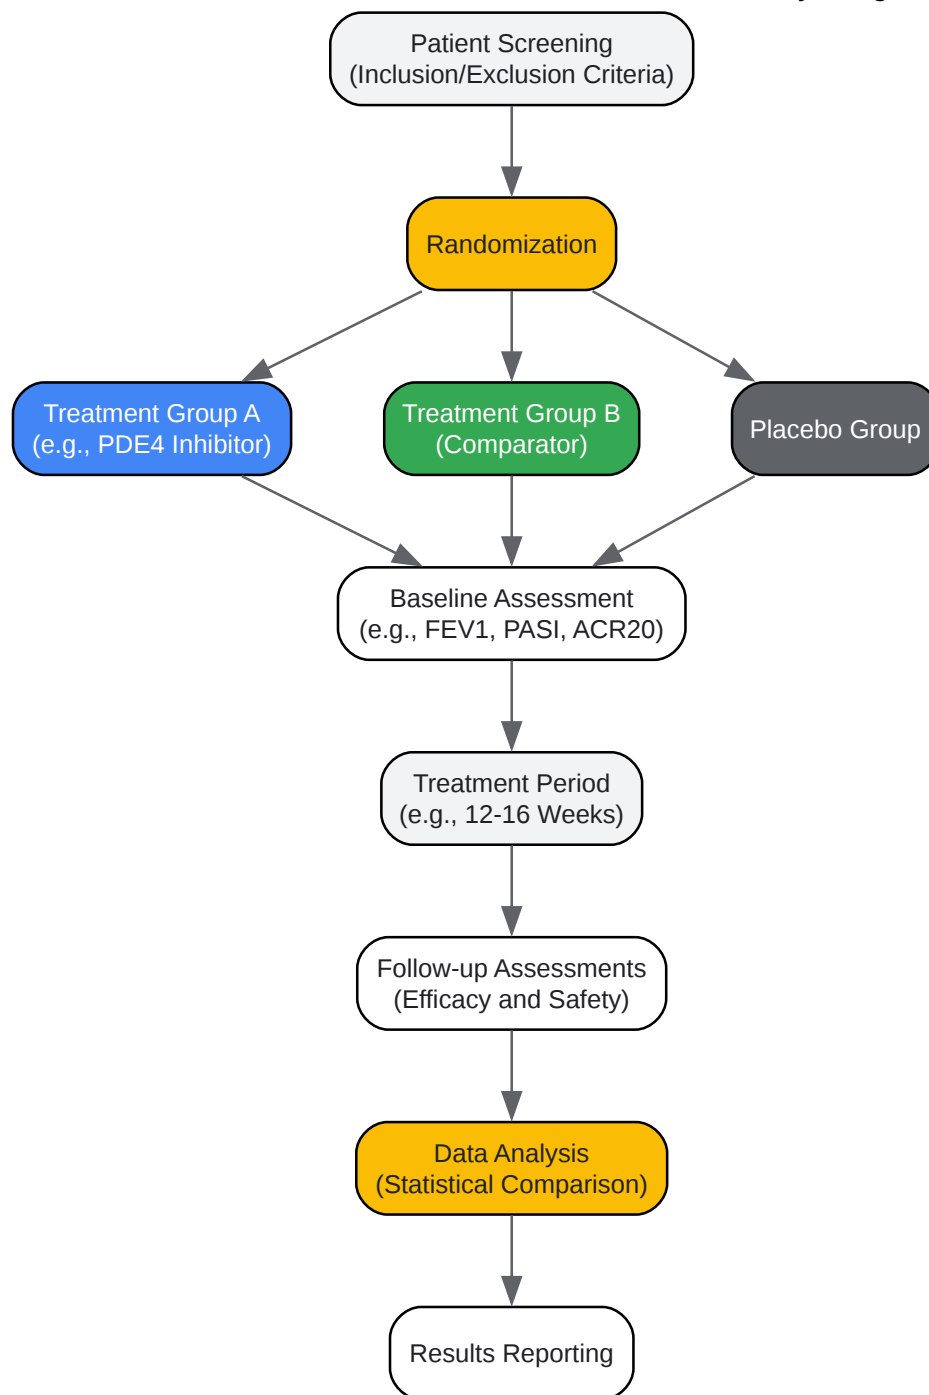 Patient Screening
(Inclusion/Exclusion Criteria)
Randomization
Treatment Group A
(e.g., PDE4 Inhibitor)
Treatment Group B
(Comparator)
Placebo Group
Baseline Assessment
(e.g., FEV1, PASI, ACR20)
Treatment Period
(e.g., 12-16 Weeks)
Follow-up Assessments
(Efficacy and Safety)
Data Analysis
(Statistical Comparison)
Results Reporting